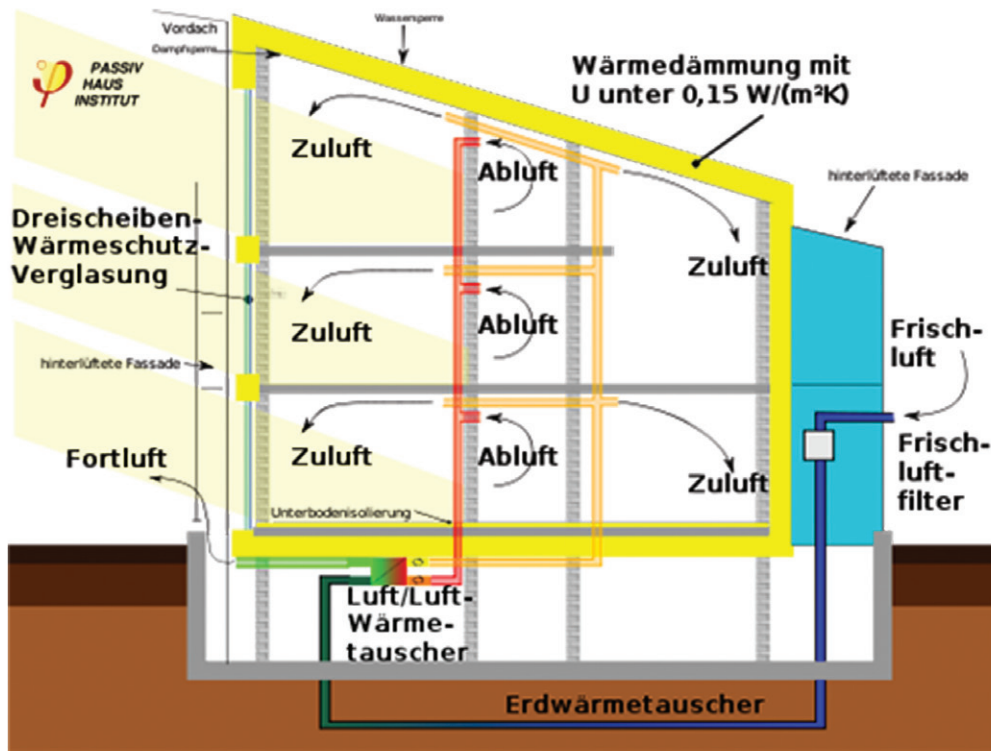 Vordach
Wassersperre
Dampfsperre
PASSIV
HAUS
INSTITUT
Wärmedämmung mit
U unter 0,15 W/(m²K)
Zuluft
Abluft
hinterlüftete Fassade
Dreischeiben-
Wärmeschutz-
Verglasung
Zuluft
Zuluft
Abluft
Frisch-
luft
hinterlüftete Fassade
Zuluft
Abluft
Zuluft
Frisch-
luft-
filter
Fortluft
Unterbodenisolierung
Luft/Luft-
Wärme-
tauscher
Erdwärmetauscher